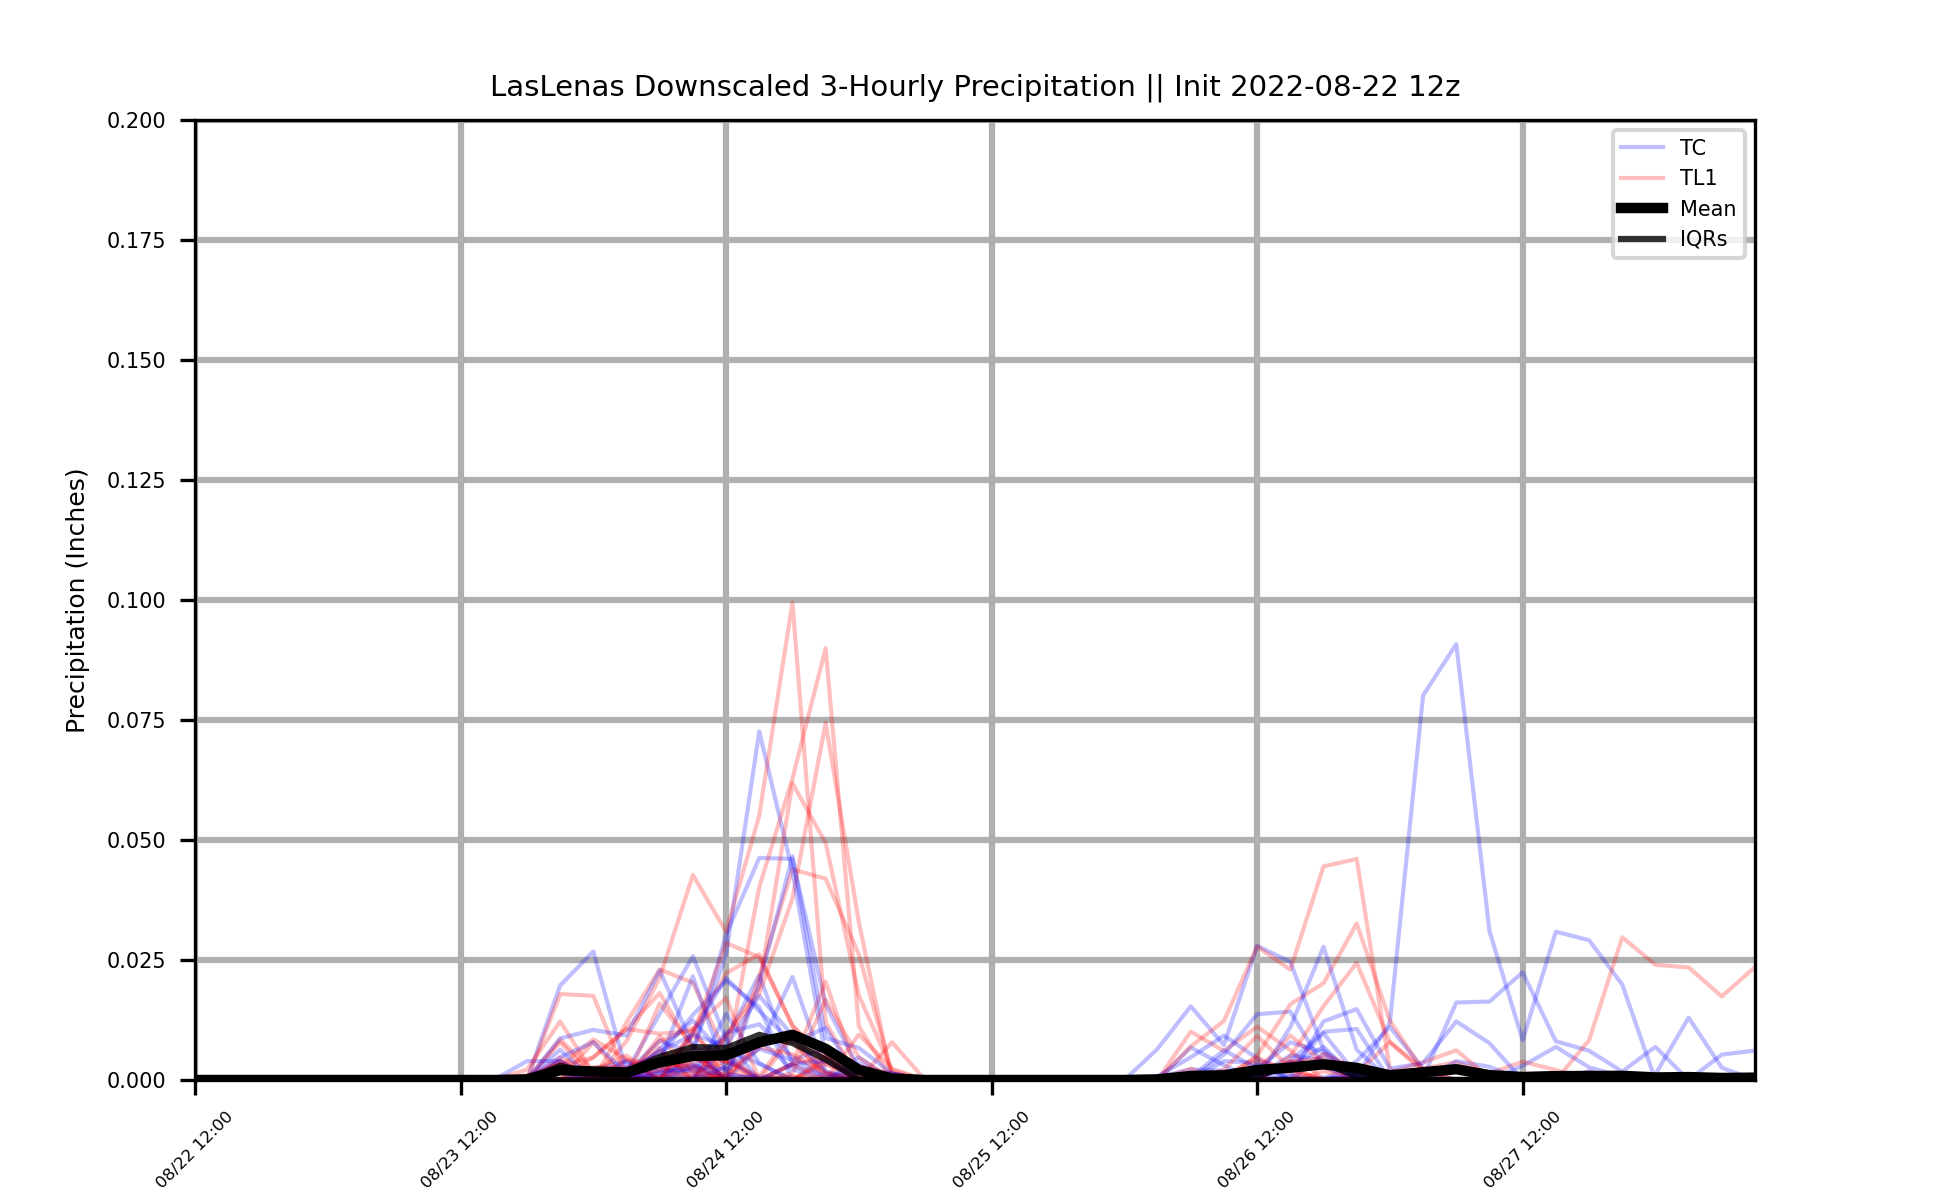 LasLenas Downscaled 3-Hourly Precipitation || Init 2022-08-22 12z
Precipitation (Inches)
0.200
0.175
0.150
0.125
0.100
0.075
0.050
0.025
0.000
TC
TL1
Mean
IQRs
08/22 12:00
08/23 12:00
08/24 12:00
08/25 12:00
08/26 12:00
08/27 12:00